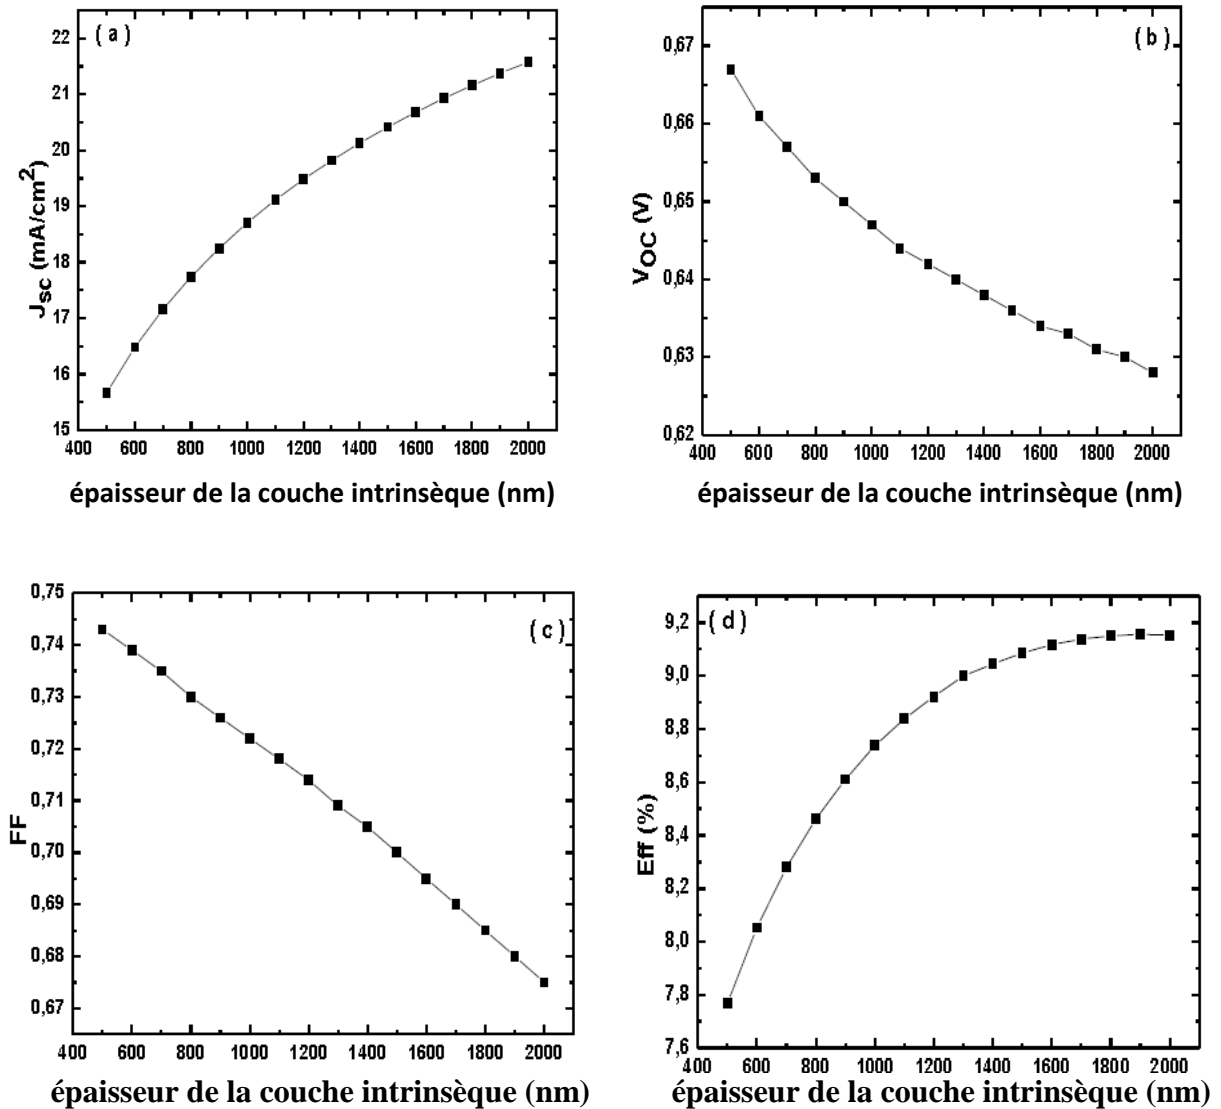 ( a )
22
21
20
19
18
17
16
15
J_SC (mA/cm²)
400 600 800 1000 1200 1400 1600 1800 2000
épaisseur de la couche intrinsèque (nm)
( b )
0,67
0,66
0,65
0,64
0,63
0,62
V_OC (V)
400 600 800 1000 1200 1400 1600 1800 2000
épaisseur de la couche intrinsèque (nm)
( c )
0,75
0,74
0,73
0,72
0,71
0,70
0,69
0,68
0,67
FF
400 600 800 1000 1200 1400 1600 1800 2000
épaisseur de la couche intrinsèque (nm)
( d )
9,2
9,0
8,8
8,6
8,4
8,2
8,0
7,8
7,6
Eff (%)
400 600 800 1000 1200 1400 1600 1800 2000
épaisseur de la couche intrinsèque (nm)